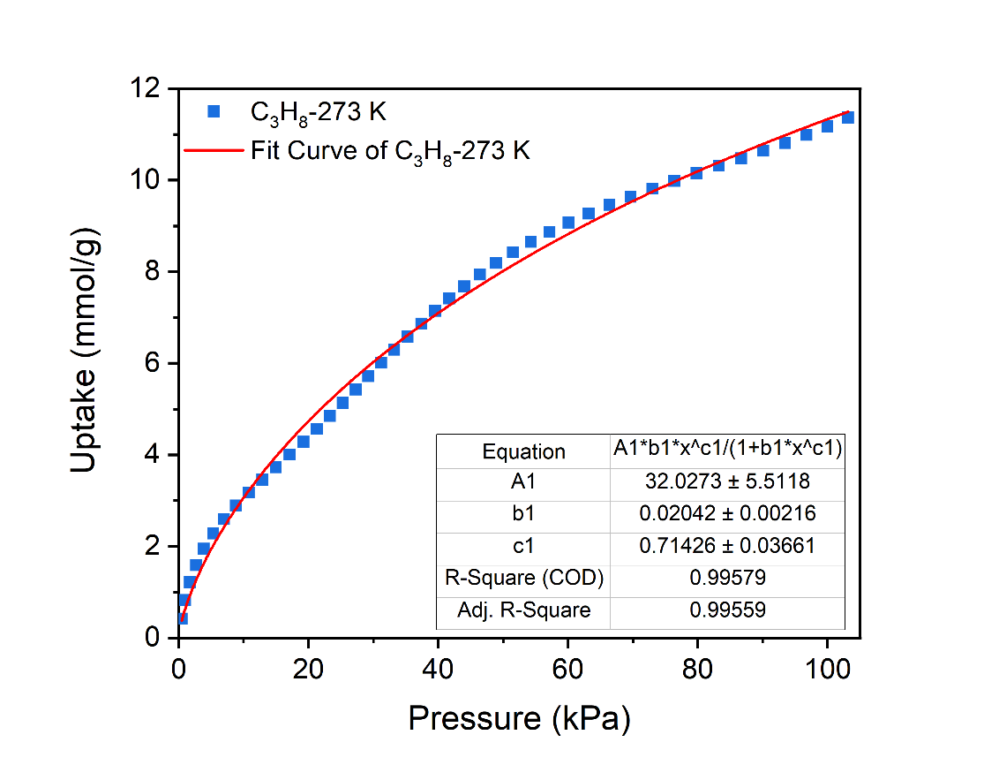 12
10
8
6
4
2
0
Uptake (mmol/g)
C₃H₈-273 K
Fit Curve of C₃H₈-273 K
Equation A1*b1*x^c1/(1+b1*x^c1)
A1 32.0273 ± 5.5118
b1 0.02042 ± 0.00216
c1 0.71426 ± 0.03661
R-Square (COD) 0.99579
Adj. R-Square 0.99559
0 20 40 60 80 100
Pressure (kPa)